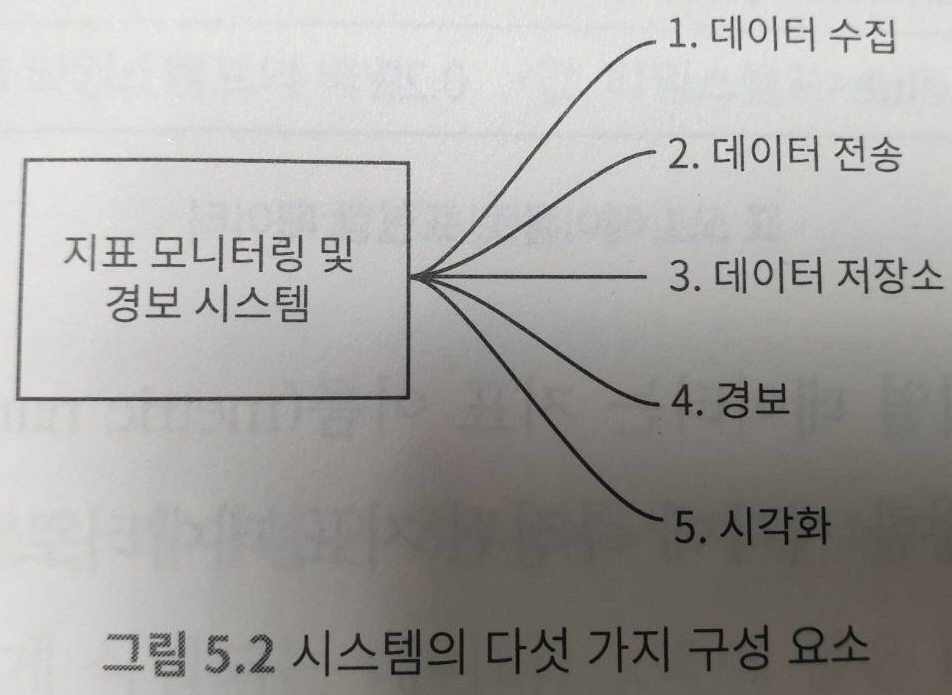 지표 모니터링 및
경보 시스템
1. 데이터 수집
2. 데이터 전송
3. 데이터 저장소
4. 경보
5. 시각화
그림 5.2 시스템의 다섯 가지 구성 요소